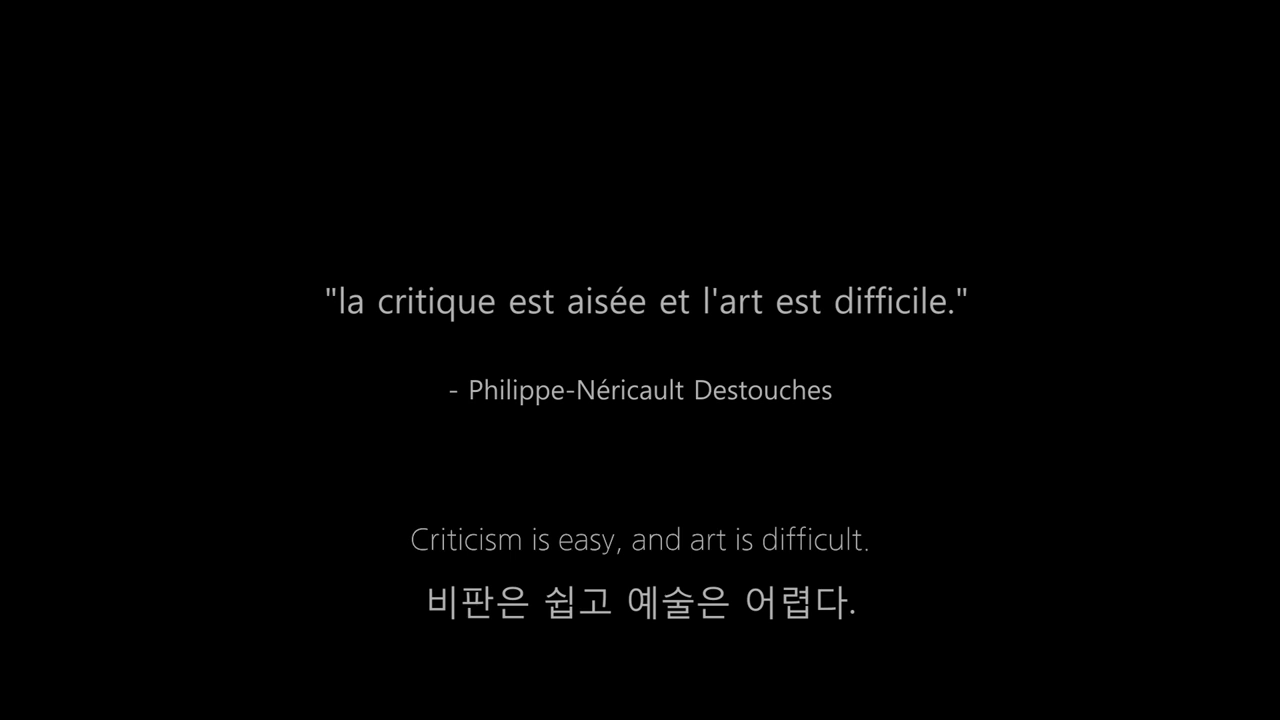 "la critique est aisée et l'art est difficile."
- Philippe-Néricault Destouches
Criticism is easy, and art is difficult.
비판은 쉽고 예술은 어렵다.